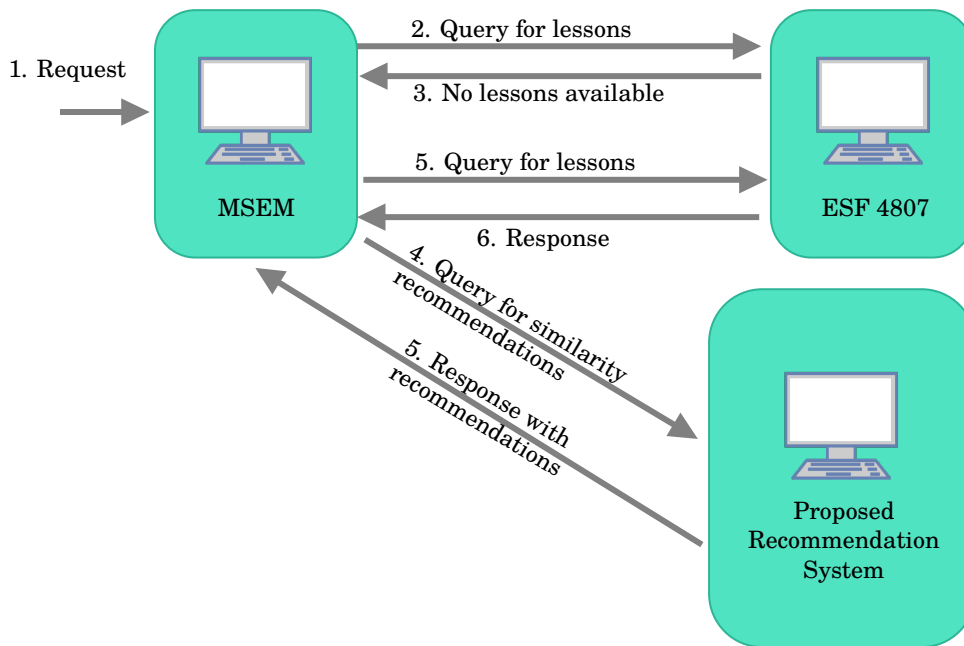 1. Request
2. Query for lessons
3. No lessons available
5. Query for lessons
6. Response
MSEM
ESF 4807
4. Query for similarity
recommendations
5. Response with
recommendations
Proposed
Recommendation
System